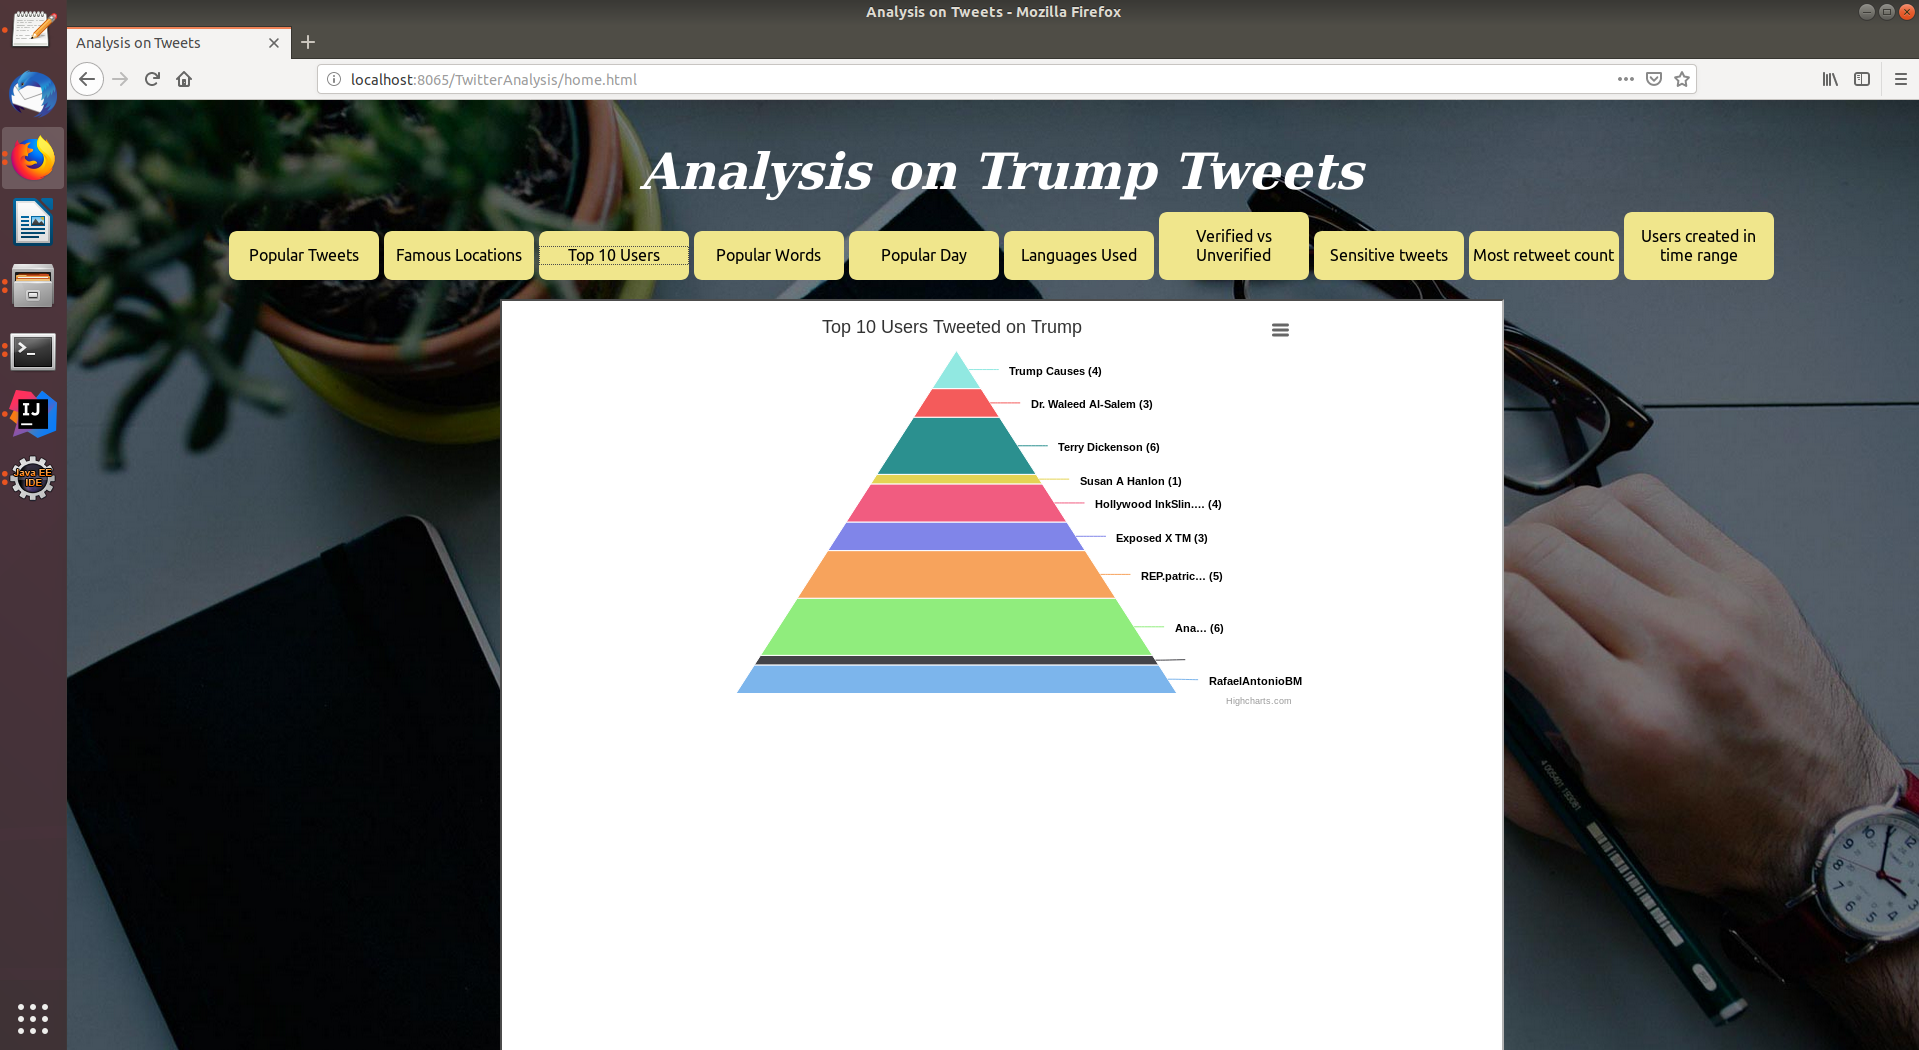 Analysis on Tweets - Mozilla Firefox
Analysis on Tweets
localhost:8065/TwitterAnalysis/home.html
Analysis on Trump Tweets
Popular Tweets
Famous Locations
Top 10 Users
Popular Words
Popular Day
Languages Used
Verified vs
Unverified
Sensitive tweets
Most retweet count
Users created in
time range
Top 10 Users Tweeted on Trump
Trump Causes (4)
Dr. Waleed Al-Salem (3)
Terry Dickenson (6)
Susan A Hanlon (1)
Hollywood InkSlin.... (4)
Exposed X TM (3)
REP.patric... (5)
Ana... (6)
RafaelAntonioBM
Highcharts.com
IJ
Java EE
IDE